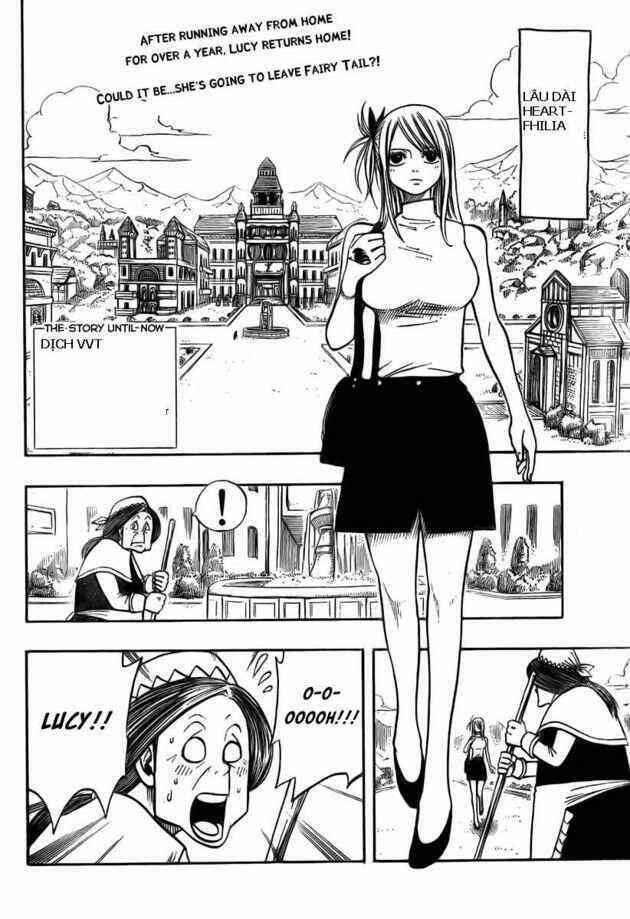 AFTER RUNNING AWAY FROM HOME
FOR OVER A YEAR, LUCY RETURNS HOME!
COULD IT BE...SHE'S GOING TO LEAVE FAIRY TAIL?!
LÂU DÀI
HEART-
FHILIA
THE STORY UNTIL NOW
DỊCH VVT
r
!
LUCY!!
O-O-
OOOOH!!!